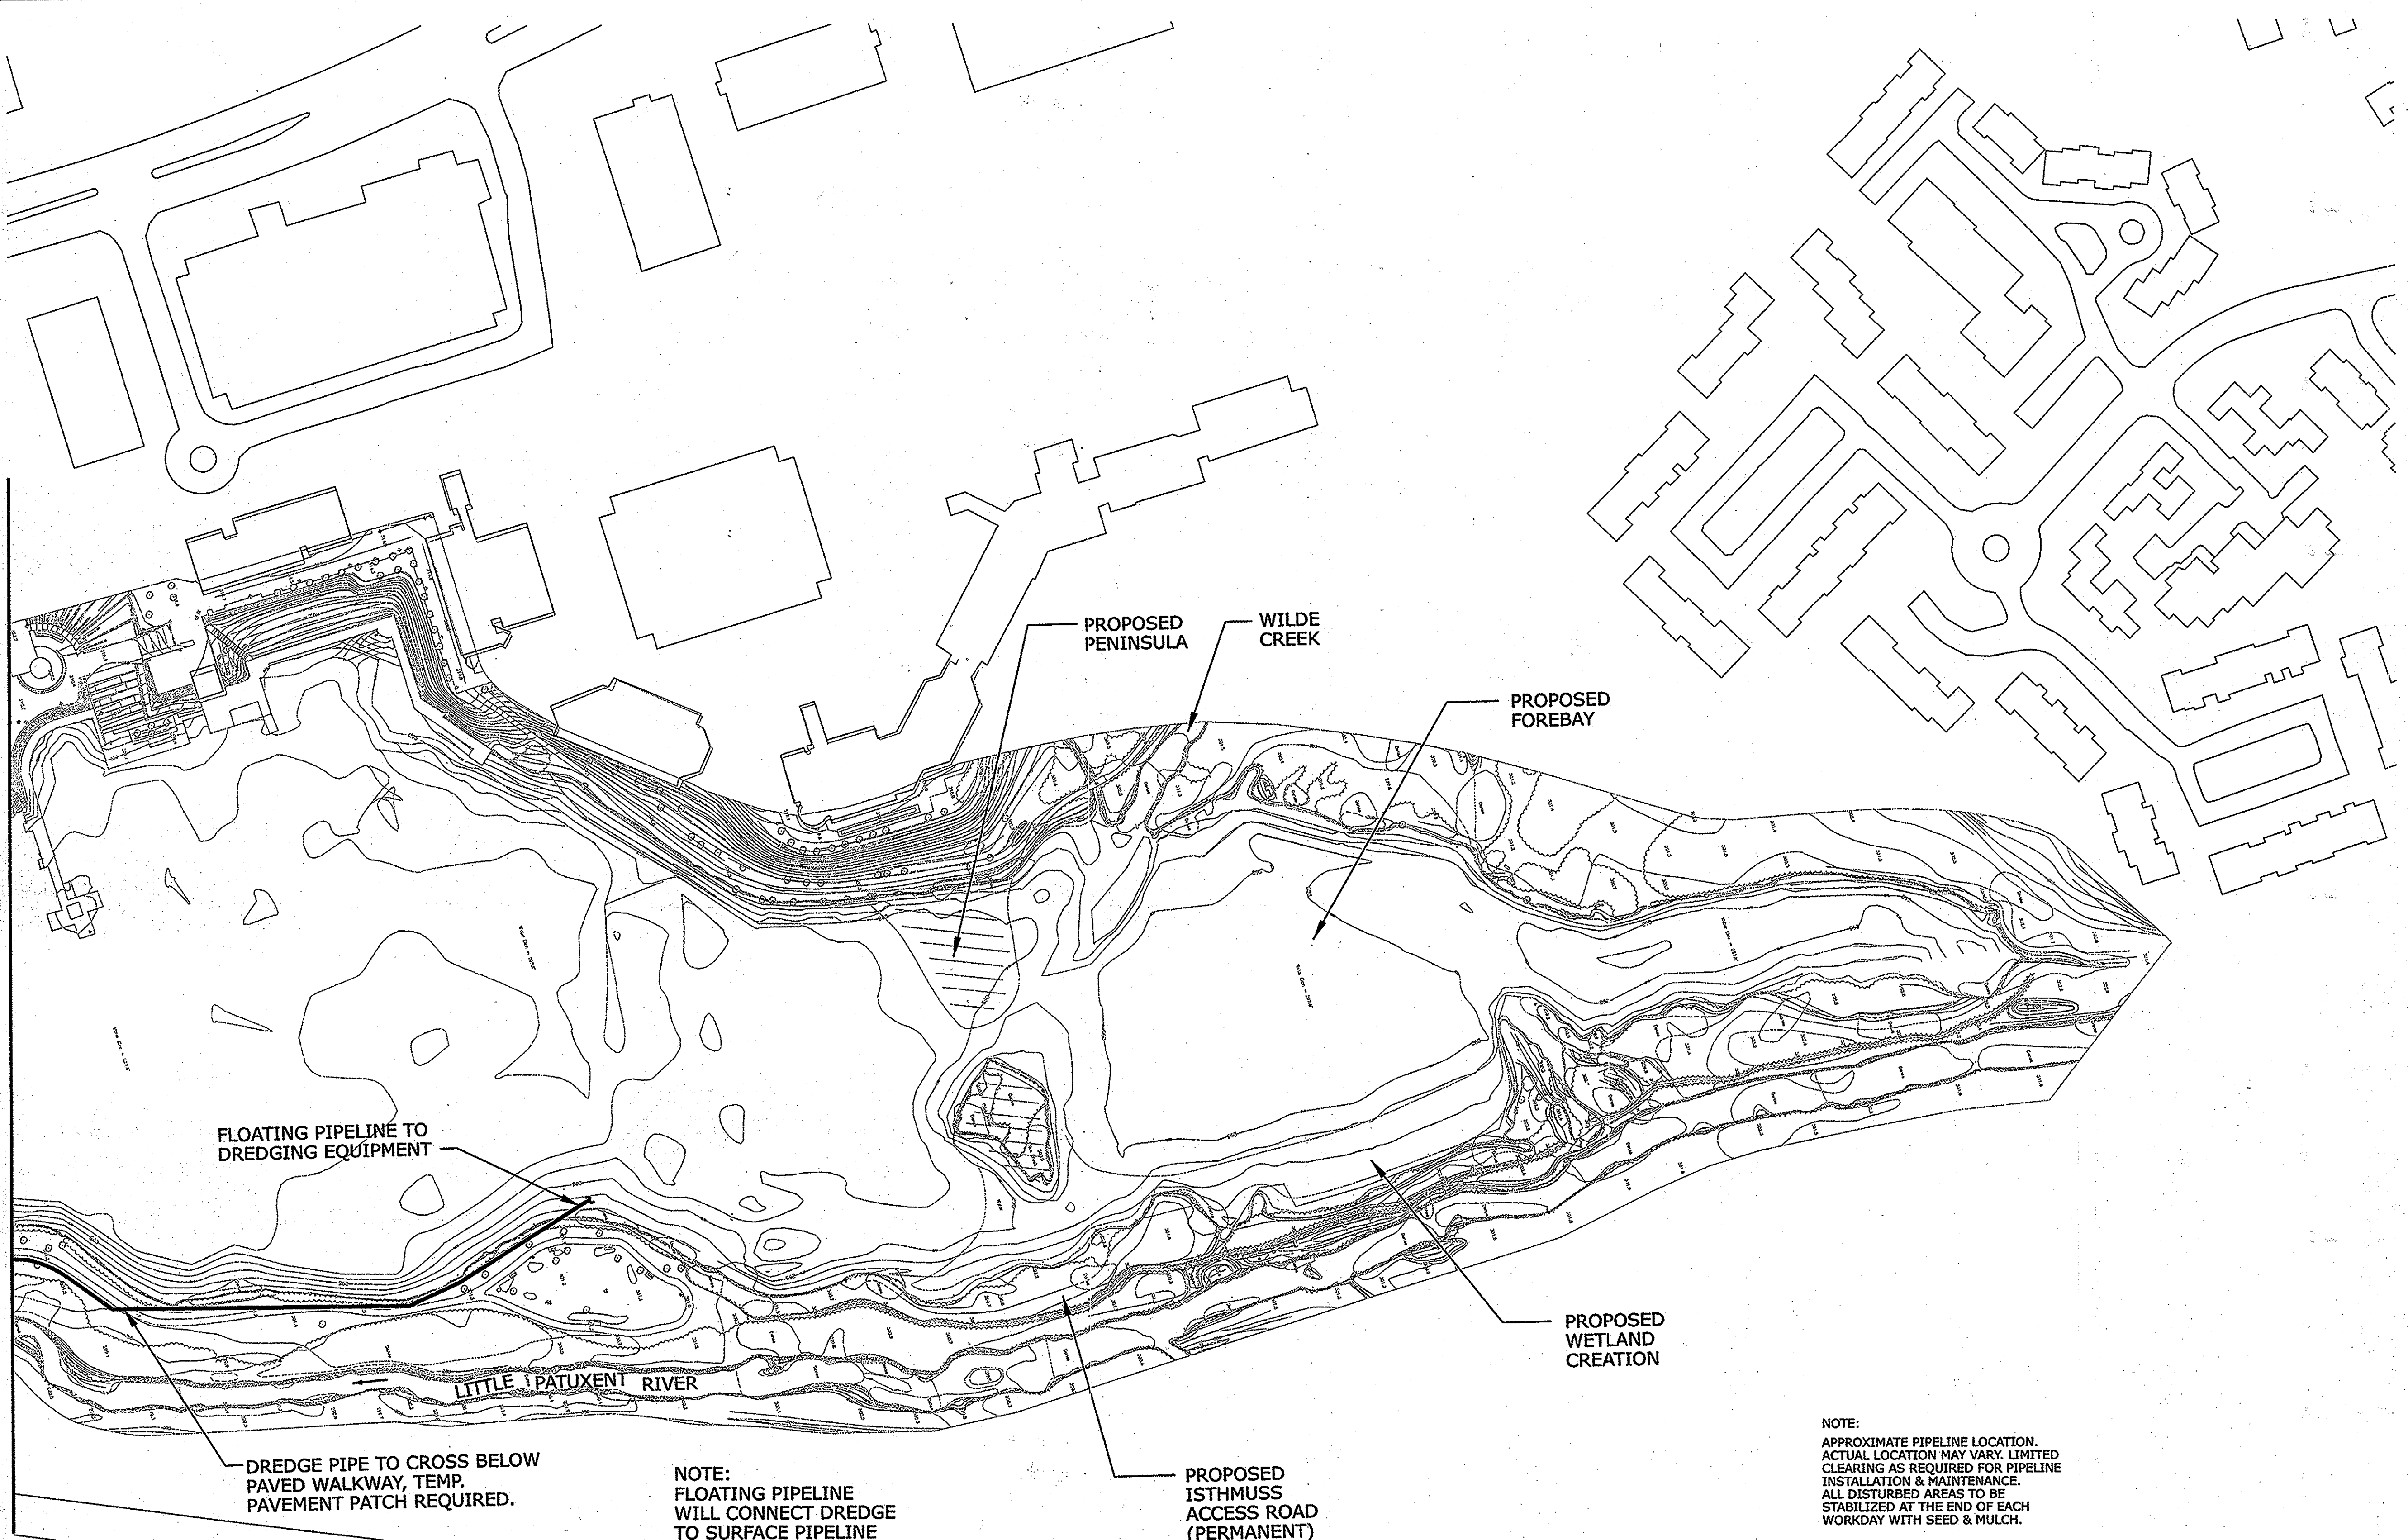 PROPOSED
PENINSULA
WILDE
CREEK
PROPOSED
FOREBAY
FLOATING PIPELINE TO
DREDGING EQUIPMENT
PROPOSED
WETLAND
CREATION
LITTLE PATUXENT RIVER
DREDGE PIPE TO CROSS BELOW
PAVED WALKWAY, TEMP.
PAVEMENT PATCH REQUIRED.
NOTE:
FLOATING PIPELINE
WILL CONNECT DREDGE
TO SURFACE PIPELINE
PROPOSED
ISTHMUSS
ACCESS ROAD
(PERMANENT)
NOTE:
APPROXIMATE PIPELINE LOCATION.
ACTUAL LOCATION MAY VARY. LIMITED
CLEARING AS REQUIRED FOR PIPELINE
INSTALLATION & MAINTENANCE.
ALL DISTURBED AREAS TO BE
STABILIZED AT THE END OF EACH
WORKDAY WITH SEED & MULCH.